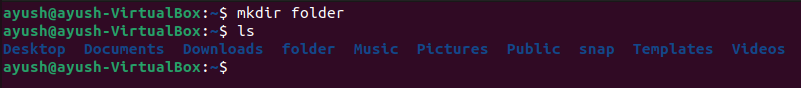 ayush@ayush-VirtualBox:~$ mkdir folder
ayush@ayush-VirtualBox:~$ ls
Desktop  Documents  Downloads  folder  Music  Pictures  Public  snap  Templates  Videos
ayush@ayush-VirtualBox:~$